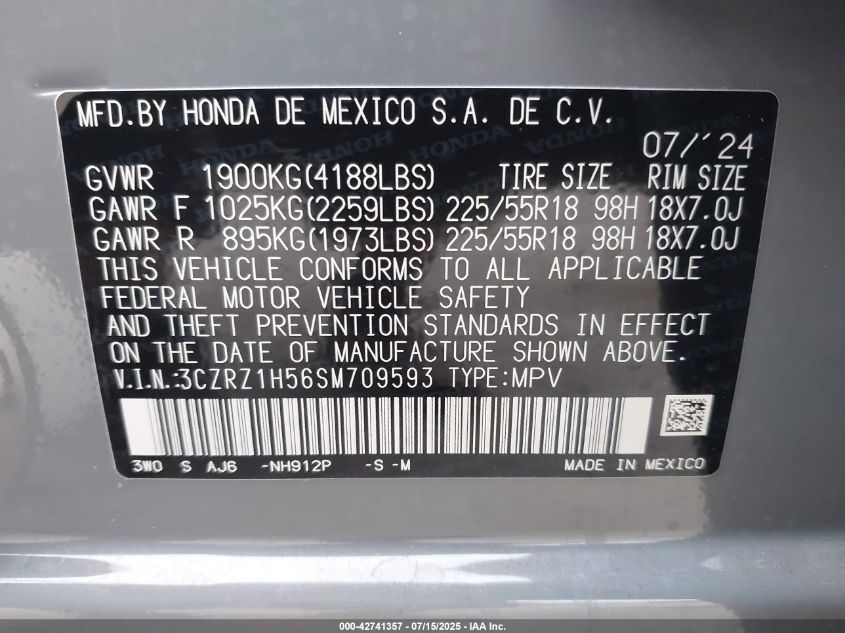 MFD.BY HONDA DE MEXICO S.A. DE C.V.
07/'24
GVWR 1900KG(4188LBS) TIRE SIZE RIM SIZE
GAWR F 1025KG(2259LBS) 225/55R18 98H 18X7.0J
GAWR R 895KG(1973LBS) 225/55R18 98H 18X7.0J
THIS VEHICLE CONFORMS TO ALL APPLICABLE
FEDERAL MOTOR VEHICLE SAFETY
AND THEFT PREVENTION STANDARDS IN EFFECT
ON THE DATE OF MANUFACTURE SHOWN ABOVE.
V.I.N.:3CZRZ1H56SM709593 TYPE:MPV
3W0 S AJ6 -NH912P -S -M MADE IN MEXICO
000-42741357 - 07/15/2025 - IAA Inc.